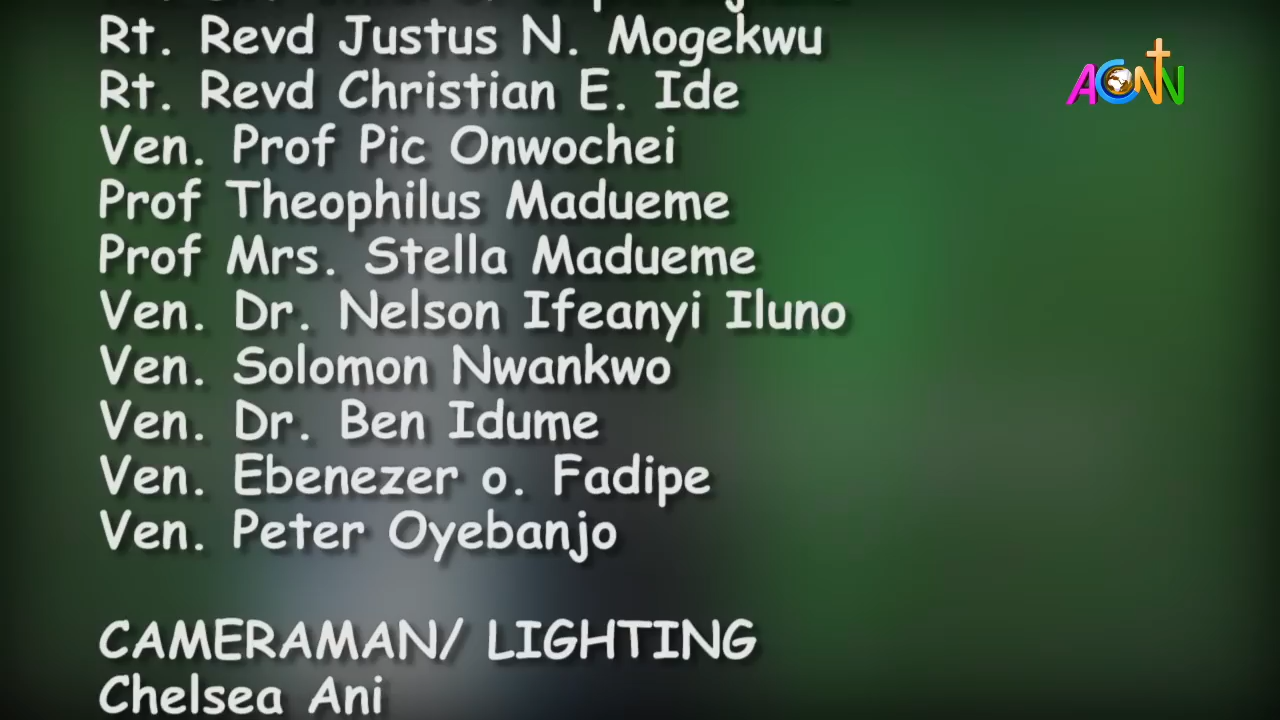 Rt. Revd Justus N. Mogekwu
Rt. Revd Christian E. Ide
Ven. Prof Pic Onwochei
Prof Theophilus Madueme
Prof Mrs. Stella Madueme
Ven. Dr. Nelson Ifeanyi Iluno
Ven. Solomon Nwankwo
Ven. Dr. Ben Idume
Ven. Ebenezer o. Fadipe
Ven. Peter Oyebanjo
CAMERAMAN/ LIGHTING
Chelsea Ani
ACNN